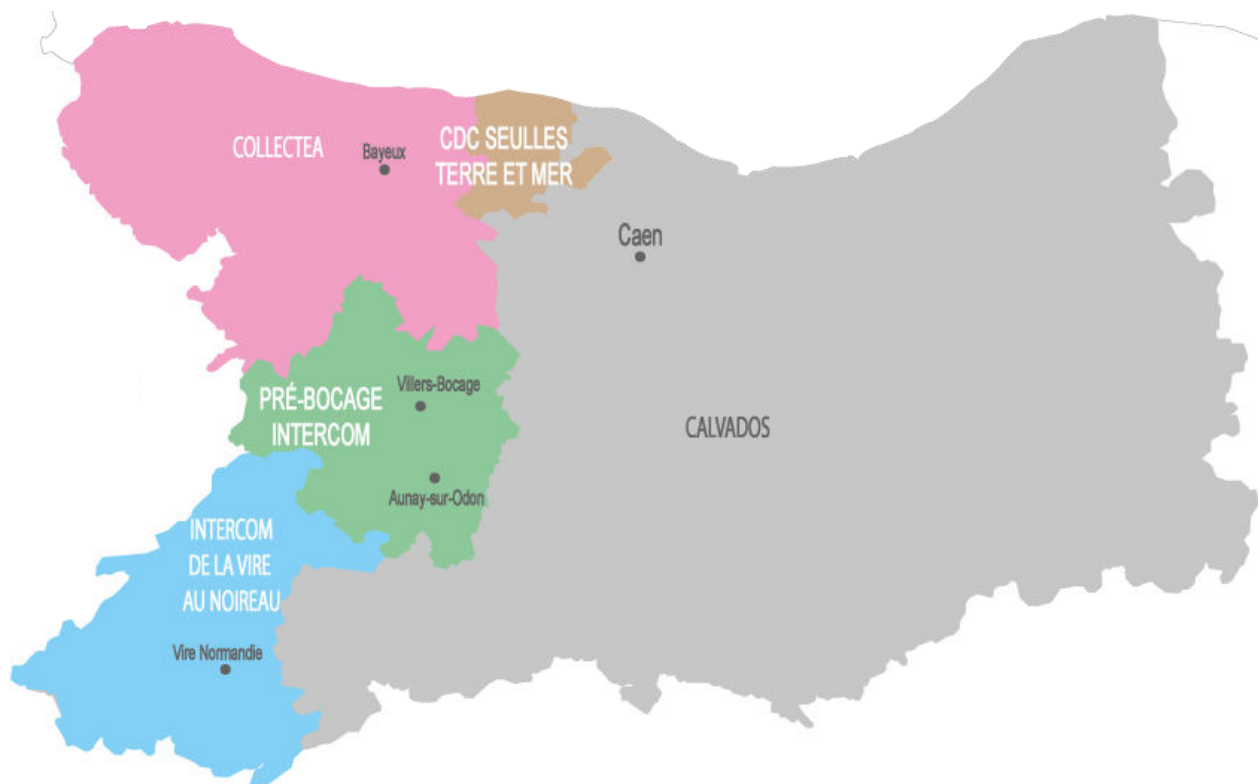 COLLECTEA
Bayeux
CDC SEULLES
TERRE ET MER
Caen
PRÉ-BOCAGE
INTERCOM
Villers-Bocage
Aunay-sur-Odon
CALVADOS
INTERCOM
DE LA VIRE
AU NOIREAU
Vire Normandie